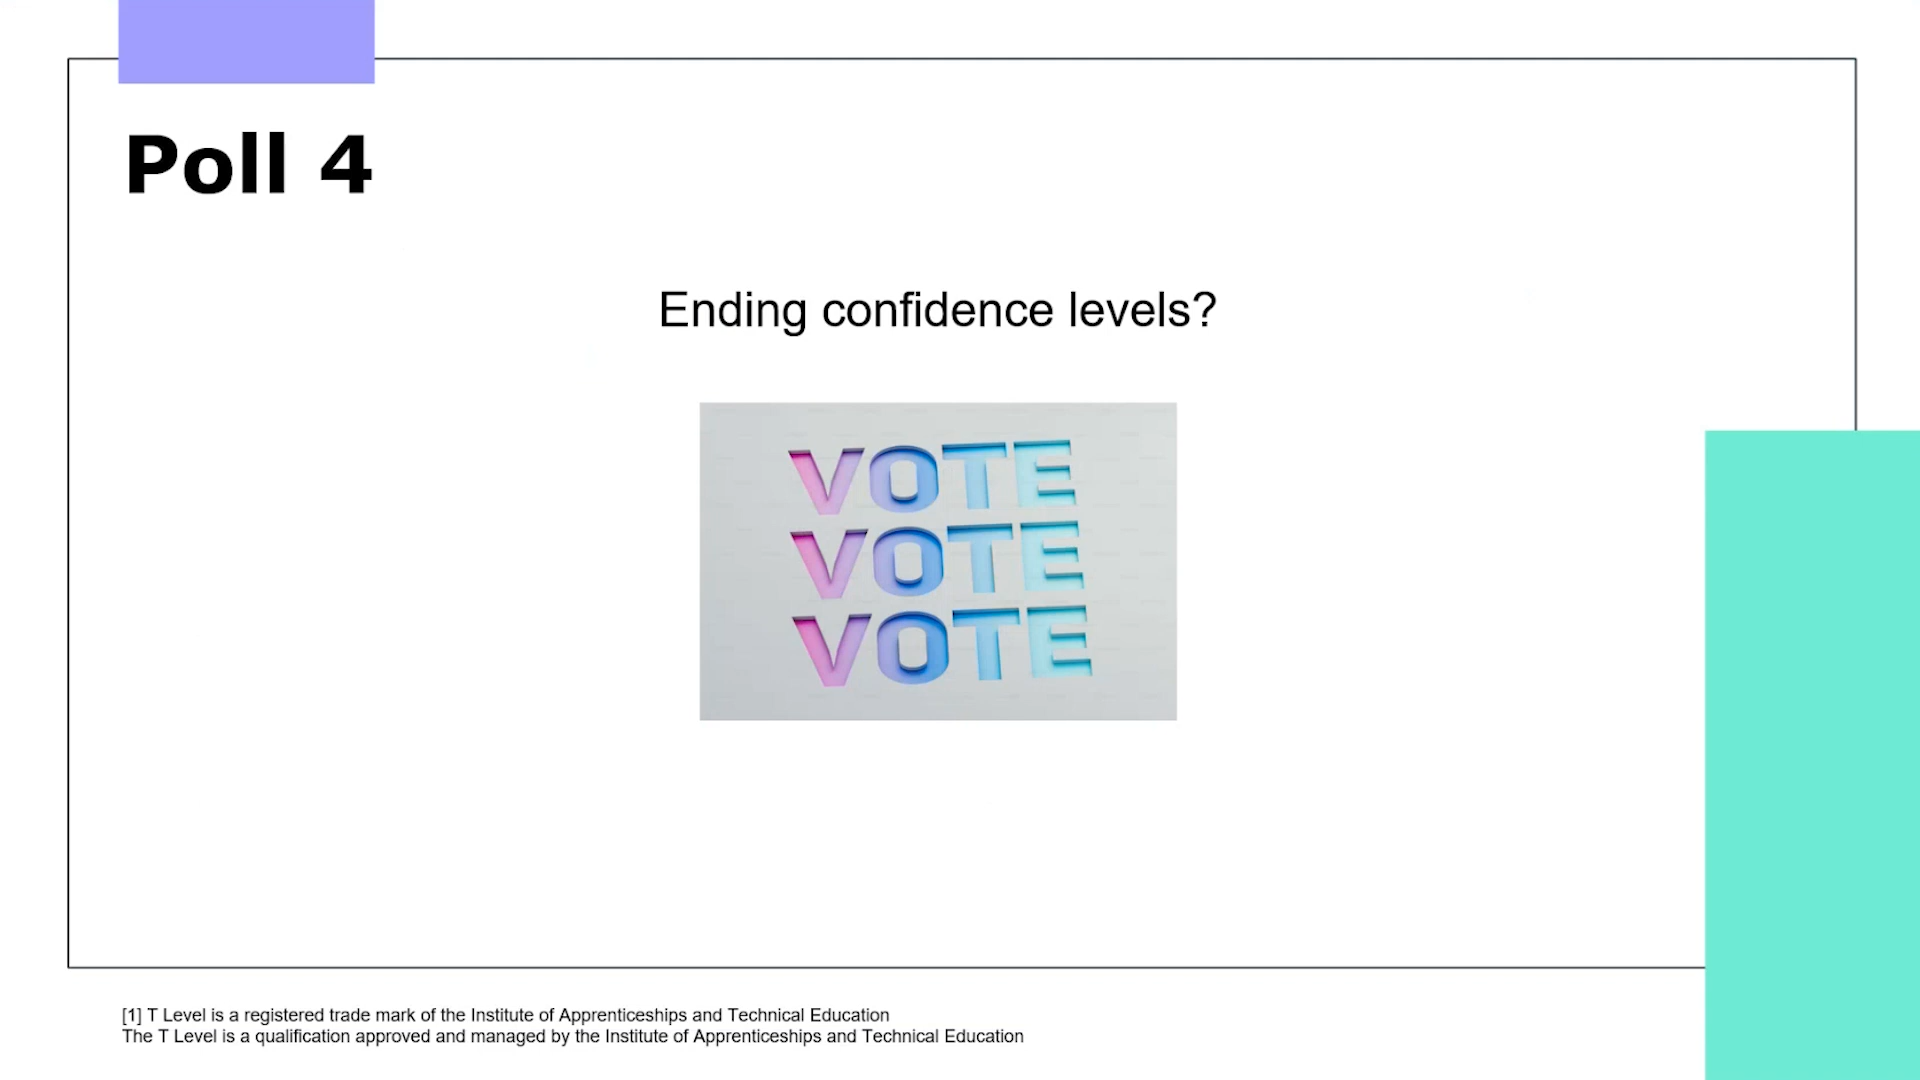 Poll 4
Ending confidence levels?
VOTE
VOTE
VOTE
[1] T Level is a registered trade mark of the Institute of Apprenticeships and Technical Education
The T Level is a qualification approved and managed by the Institute of Apprenticeships and Technical Education